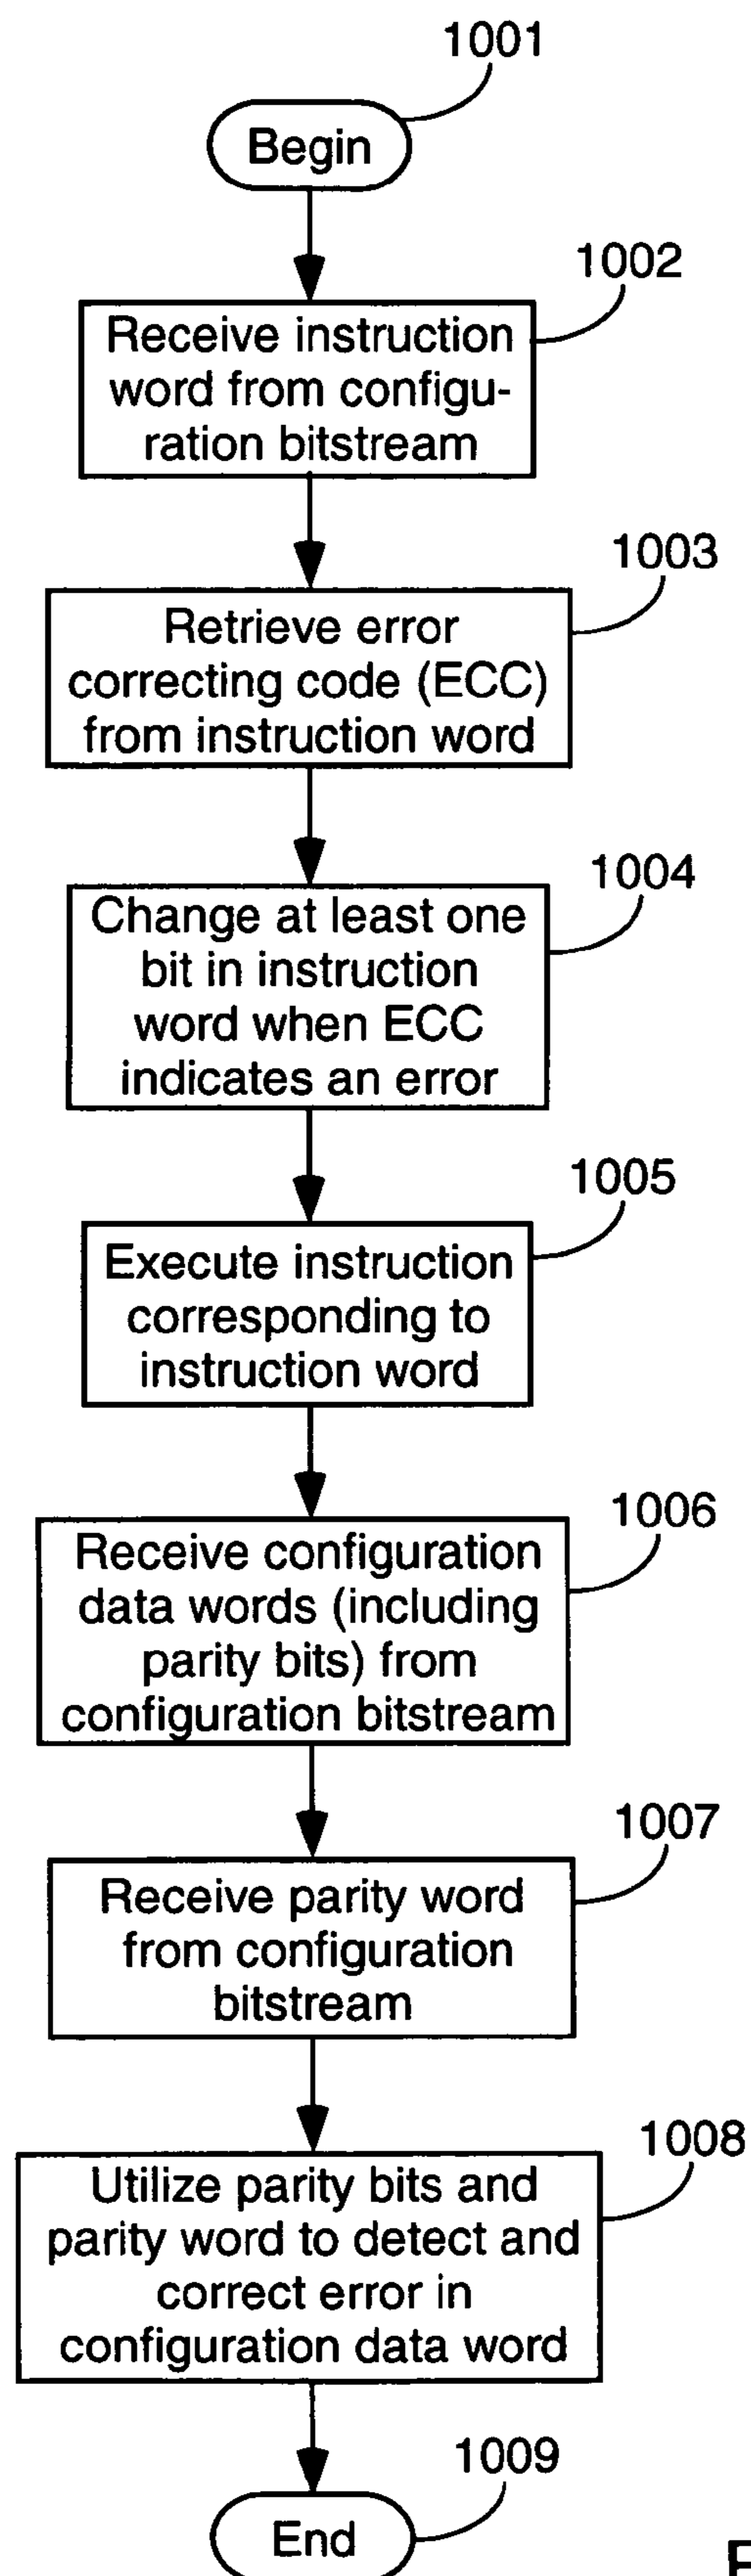 1001
Begin
1002
Receive instruction
word from configu-
ration bitstream
1003
Retrieve error
correcting code (ECC)
from instruction word
1004
Change at least one
bit in instruction
word when ECC
indicates an error
1005
Execute instruction
corresponding to
instruction word
1006
Receive configuration
data words (including
parity bits) from
configuration bitstream
1007
Receive parity word
from configuration
bitstream
1008
Utilize parity bits and
parity word to detect and
correct error in
configuration data word
1009
End